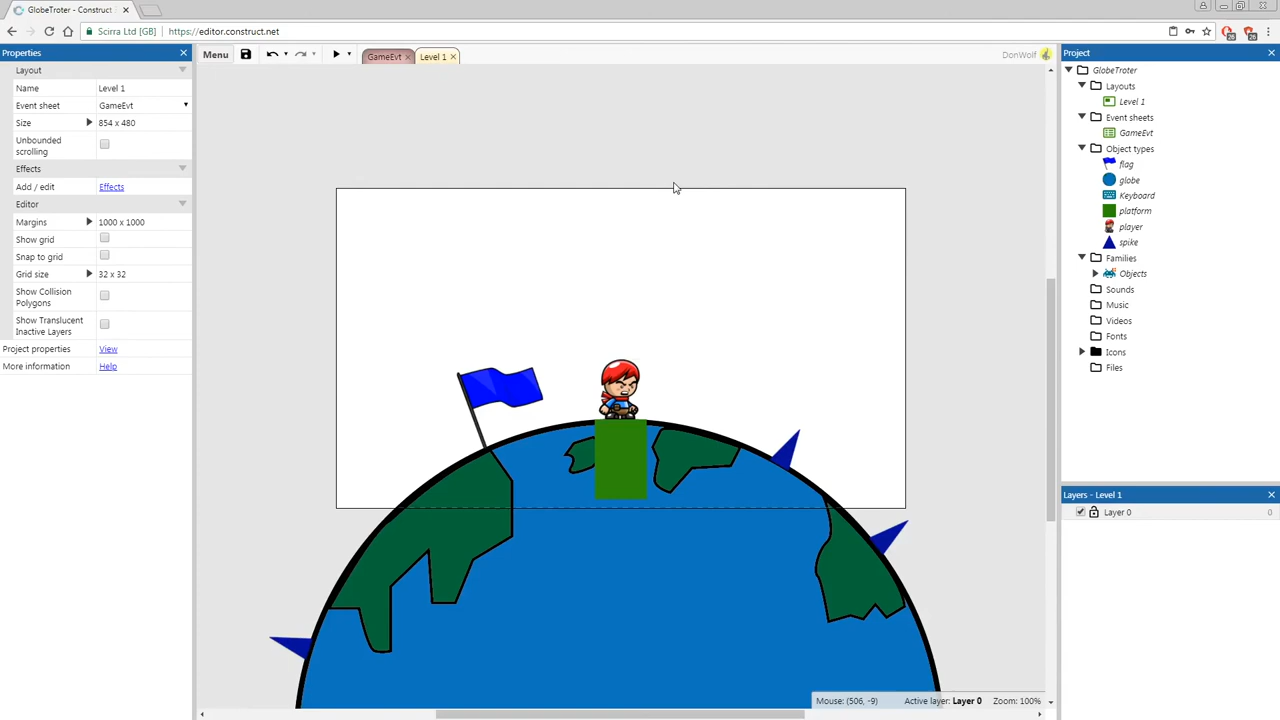 GlobeTroter - Construct
Scirra Ltd [GB] https://editor.construct.net
Properties
Menu
GameEvt
Level 1
DonWolf
Project
Layout
Name Level 1
Event sheet GameEvt
Size 854 x 480
Unbounded
scrolling
Effects
Add / edit Effects
Editor
Margins 1000 x 1000
Show grid
Snap to grid
Grid size 32 x 32
Show Collision
Polygons
Show Translucent
Inactive Layers
Project properties View
More information Help
GlobeTroter
Layouts
Level 1
Event sheets
GameEvt
Object types
flag
globe
Keyboard
platform
player
spike
Families
Objects
Sounds
Music
Videos
Fonts
Icons
Files
Layers - Level 1
Layer 0 0
Mouse: (506, -9) Active layer: Layer 0 Zoom: 100%